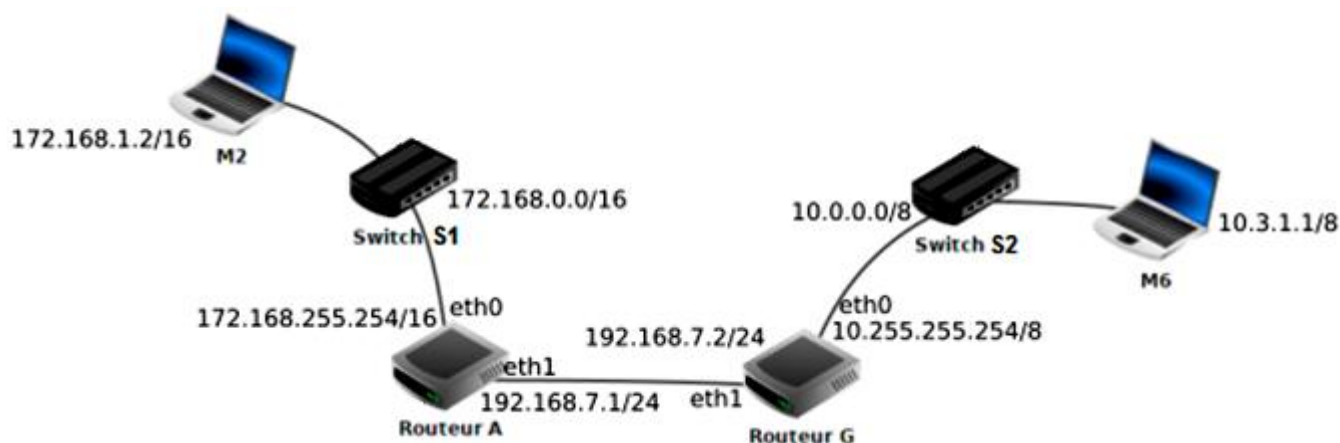 172.168.1.2/16
M2
172.168.0.0/16
Switch S1
10.0.0.0/8
Switch S2
10.3.1.1/8
M6
172.168.255.254/16
eth0
eth0
192.168.7.2/24
10.255.255.254/8
eth1
192.168.7.1/24
eth1
Routeur A
Routeur G